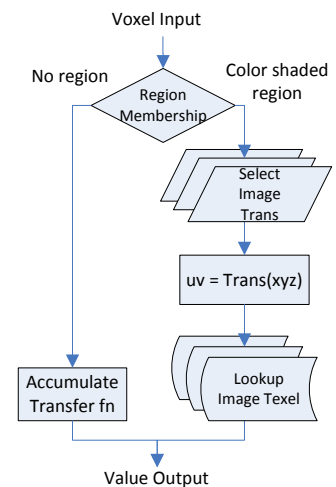 Voxel Input
No region
Color shaded
region
Region
Membership
Select
Image
Trans
uv = Trans(xyz)
Accumulate
Transfer fn
Lookup
Image Texel
Value Output